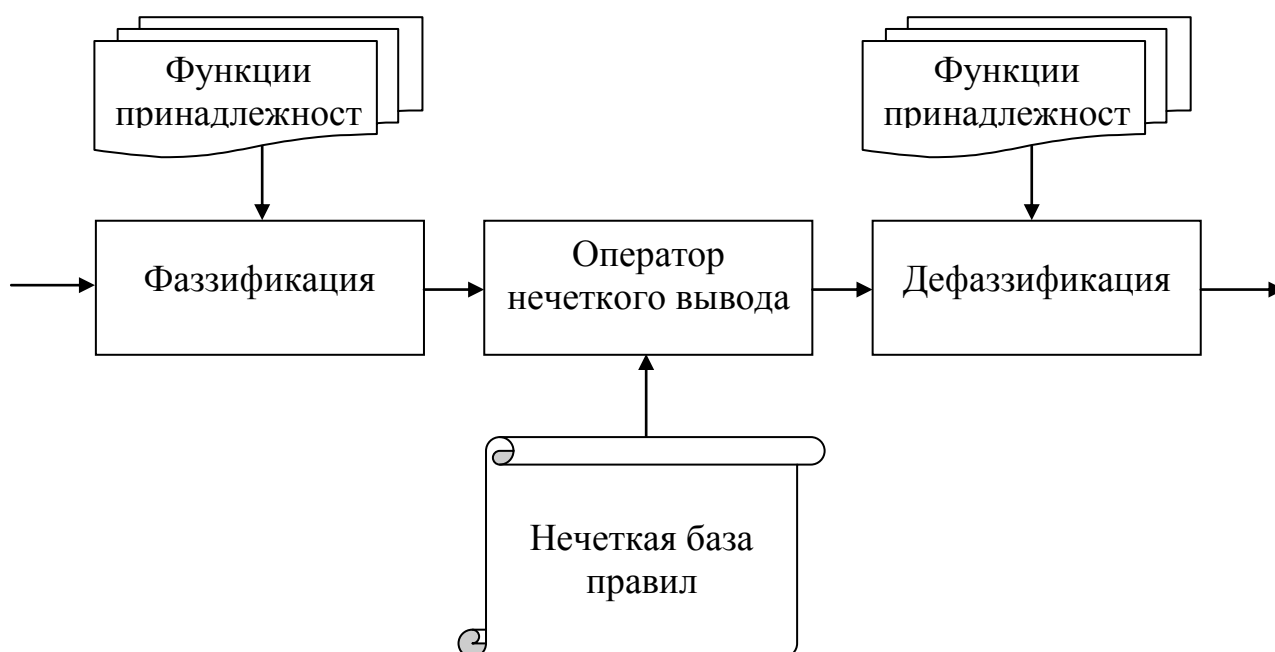 Функции
принадлежност
Функции
принадлежност
Фаззификация
Оператор
нечеткого вывода
Дефаззификация
Нечеткая база
правил